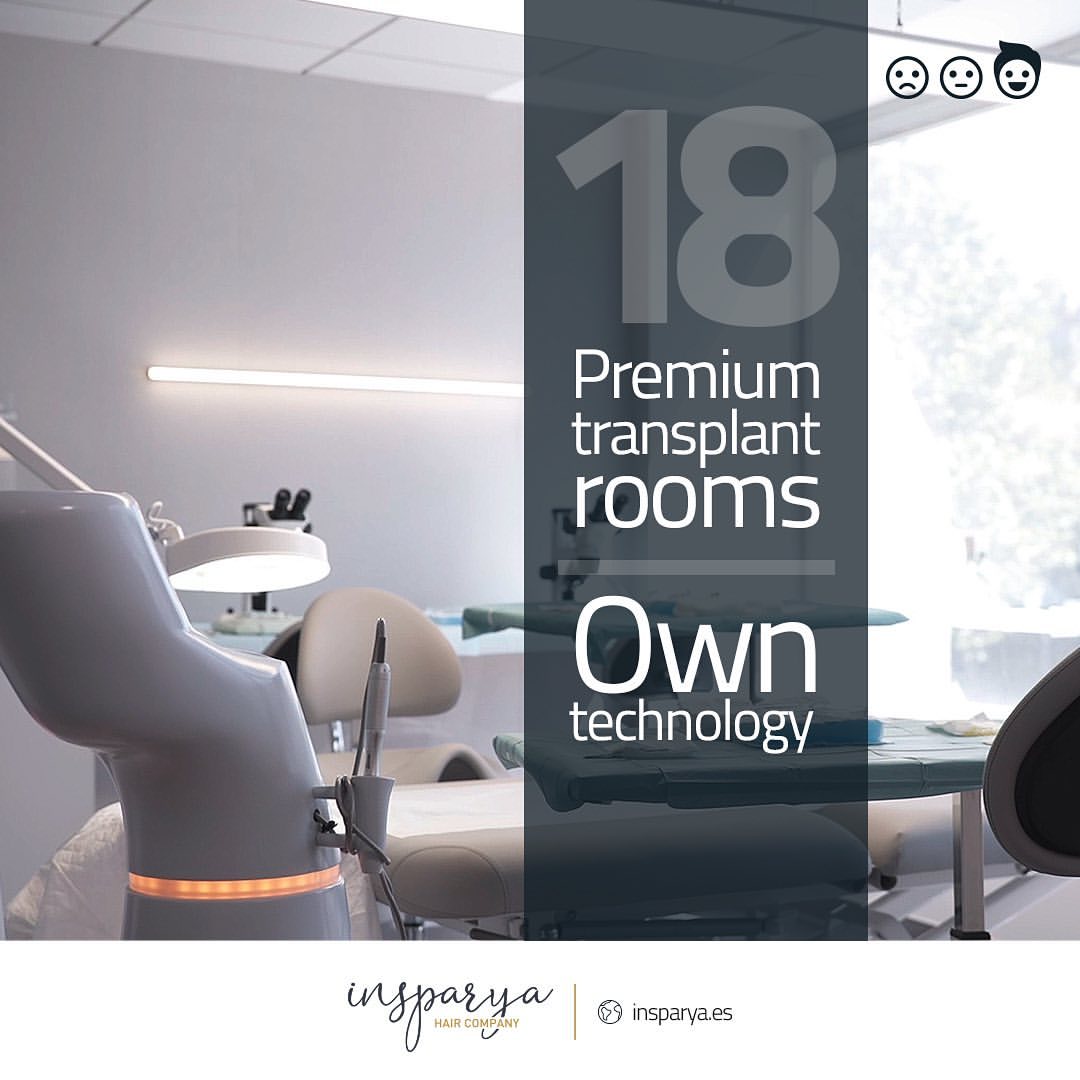 18
Premium
transplant
rooms
Own
technology
insparya
HAIR COMPANY
insparya.es